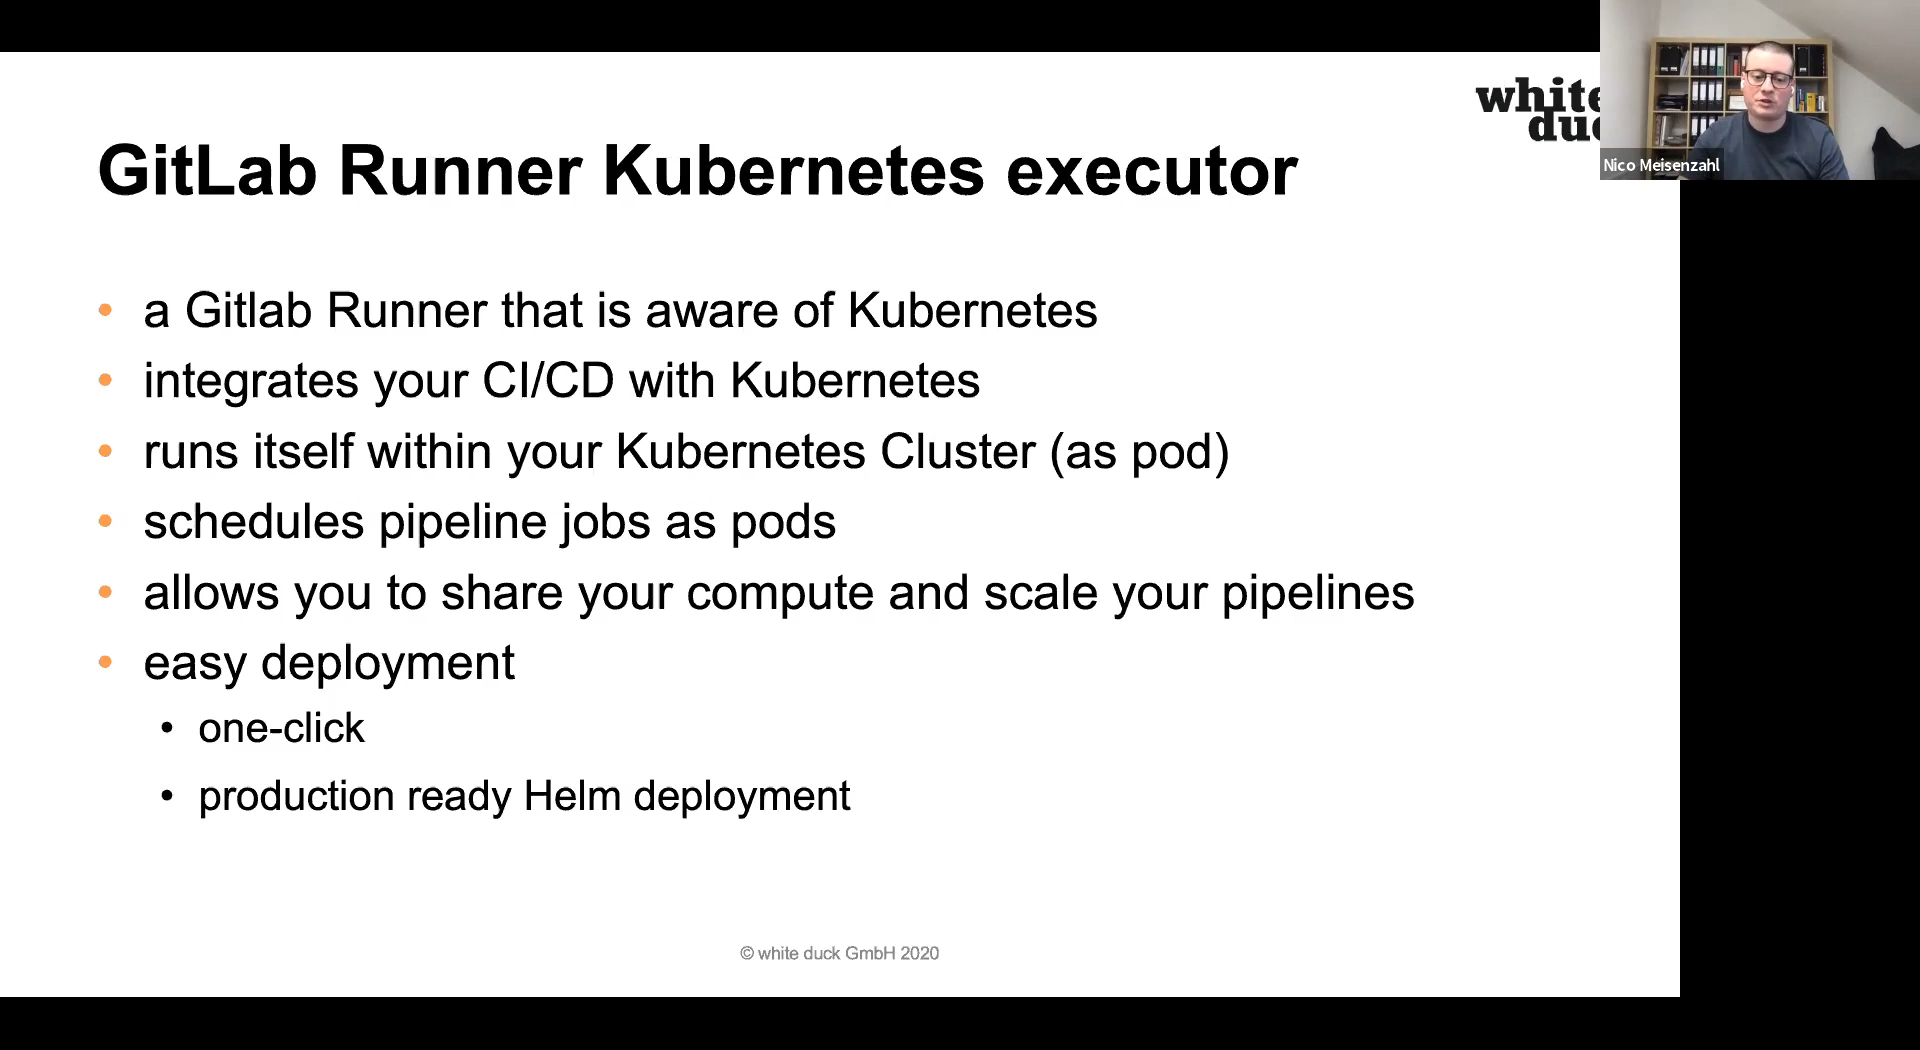 white
GitLab Runner Kubernetes executor
Nico Meisenzahl
• a Gitlab Runner that is aware of Kubernetes
• integrates your CI/CD with Kubernetes
• runs itself within your Kubernetes Cluster (as pod)
• schedules pipeline jobs as pods
• allows you to share your compute and scale your pipelines
• easy deployment
• one-click
• production ready Helm deployment
© white duck GmbH 2020